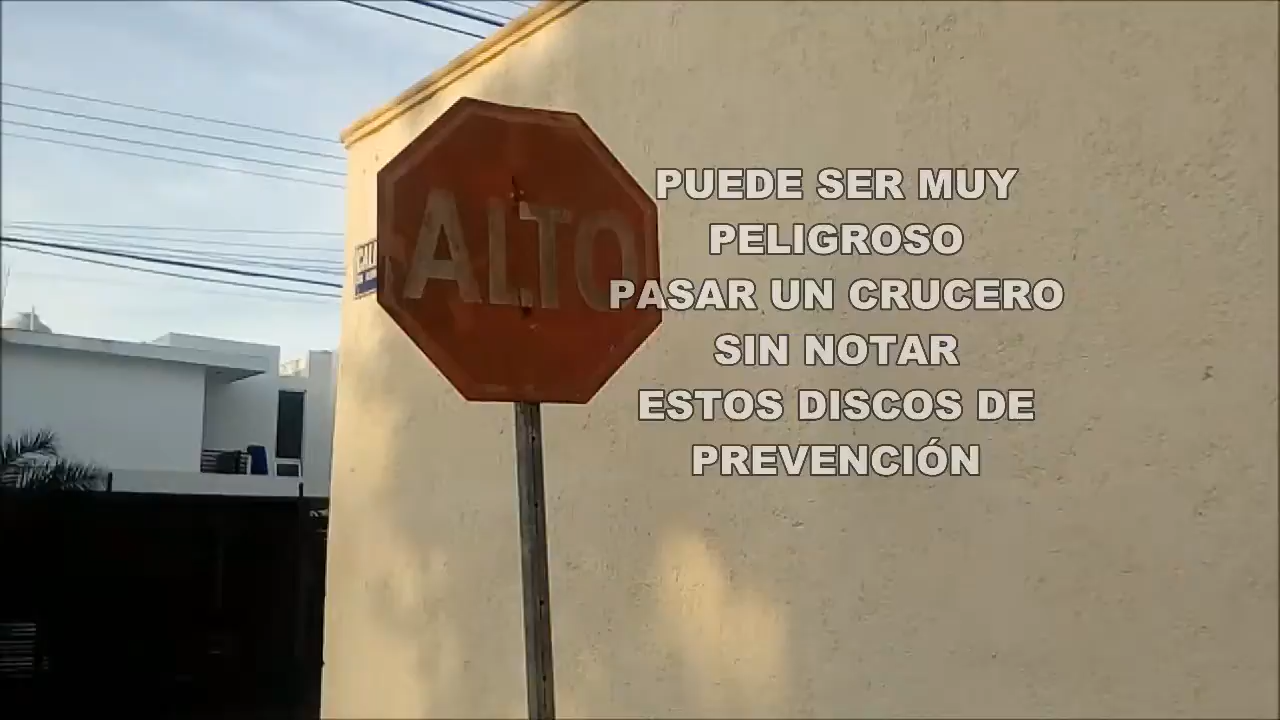 ALTO
PUEDE SER MUY
PELIGROSO
PASAR UN CRUCERO
SIN NOTAR
ESTOS DISCOS DE
PREVENCIÓN